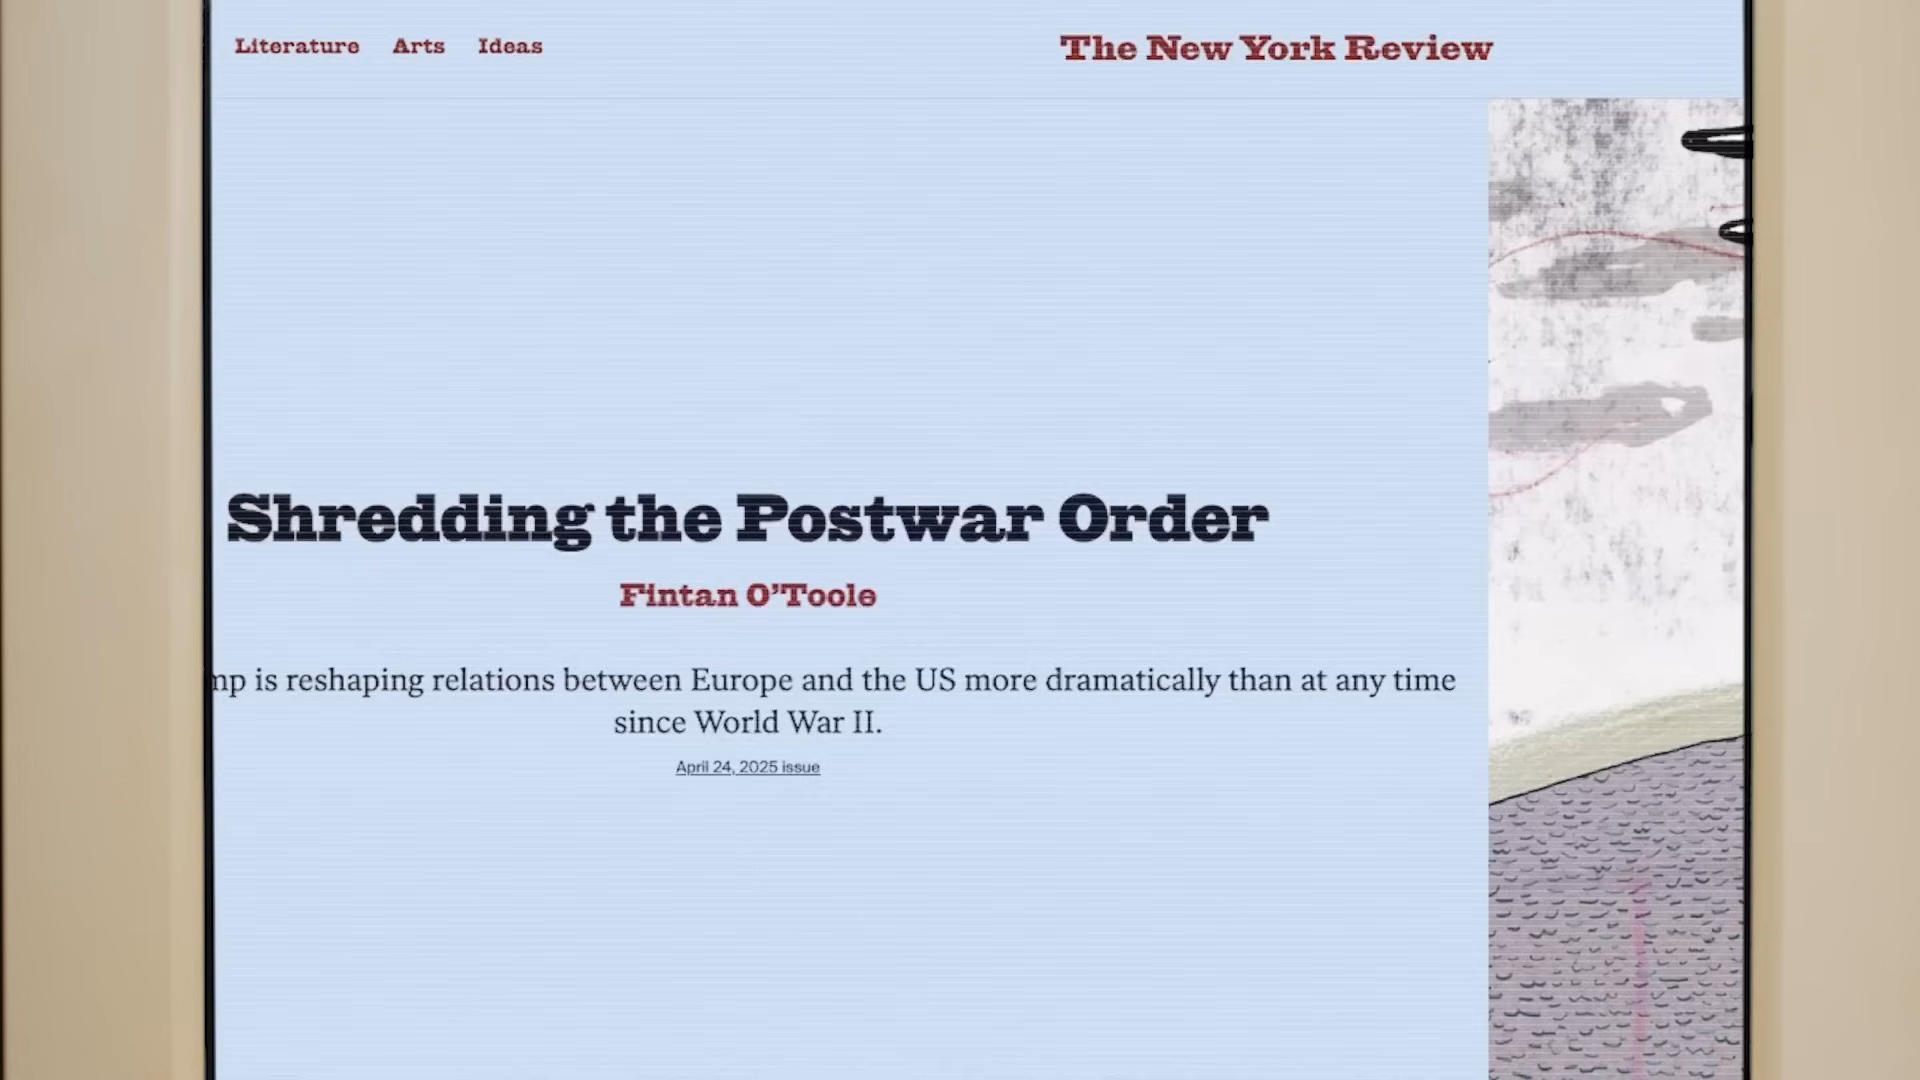 Literature Arts Ideas
The New York Review
Shredding the Postwar Order
Fintan O’Toole
mp is reshaping relations between Europe and the US more dramatically than at any time
since World War II.
April 24, 2025 issue